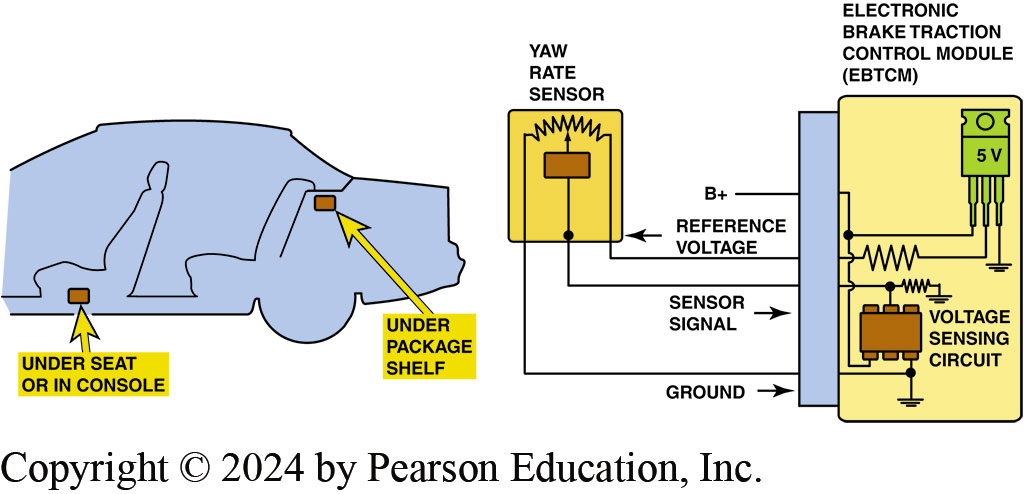 ELECTRONIC
BRAKE TRACTION
CONTROL MODULE
(EBTCM)
YAW
RATE
SENSOR
5 V
B+
REFERENCE
VOLTAGE
SENSOR
SIGNAL
VOLTAGE
SENSING
CIRCUIT
GROUND
UNDER
PACKAGE
SHELF
UNDER SEAT
OR IN CONSOLE
Copyright © 2024 by Pearson Education, Inc.